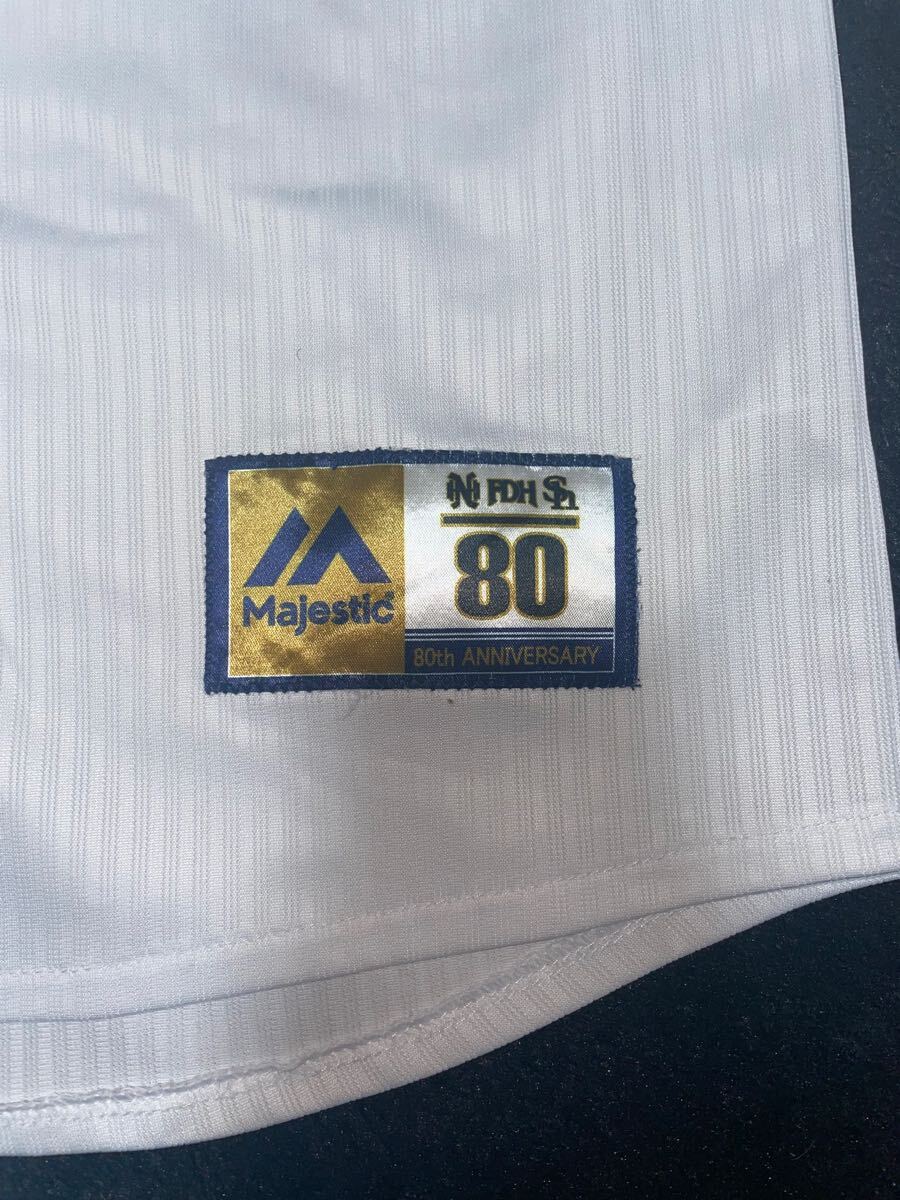 Majestic
NH FDH Sh
80
80th ANNIVERSARY